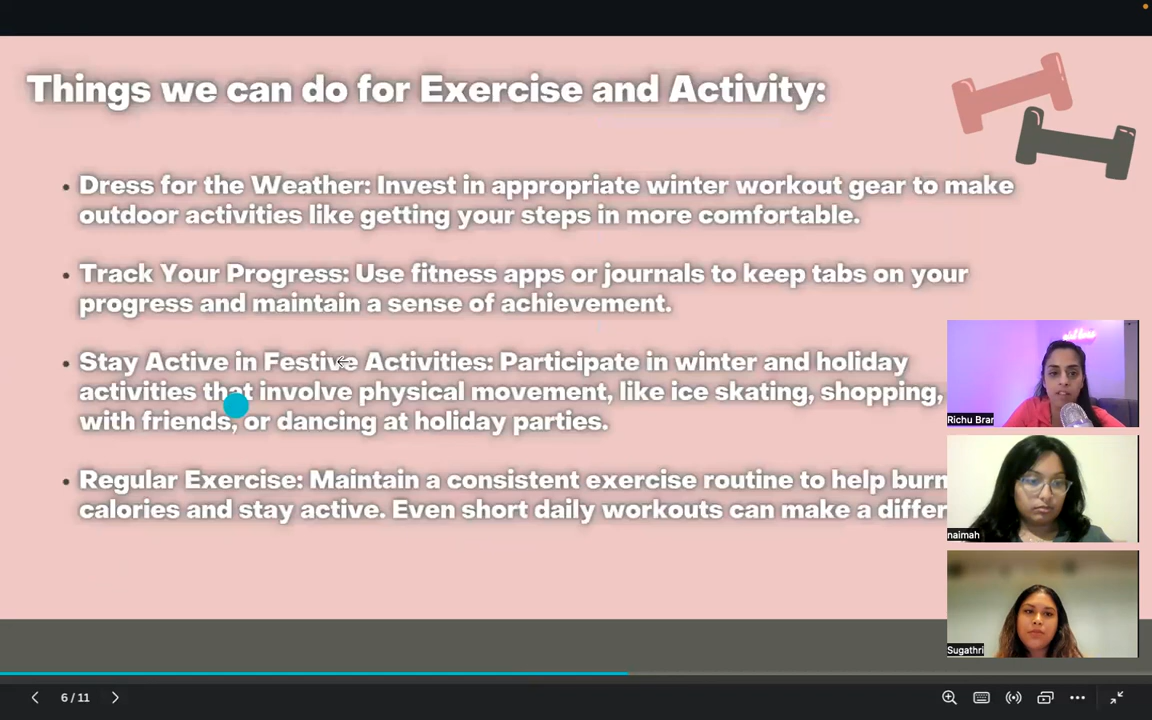 Things we can do for Exercise and Activity:
• Dress for the Weather: Invest in appropriate winter workout gear to make
outdoor activities like getting your steps in more comfortable.
• Track Your Progress: Use fitness apps or journals to keep tabs on your
progress and maintain a sense of achievement.
• Stay Active in Festive Activities: Participate in winter and holiday
activities that involve physical movement, like ice skating, shopping,
with friends, or dancing at holiday parties.
• Regular Exercise: Maintain a consistent exercise routine to help burn
calories and stay active. Even short daily workouts can make a differ
Richu Brar
naimah
Sugathri
6 / 11